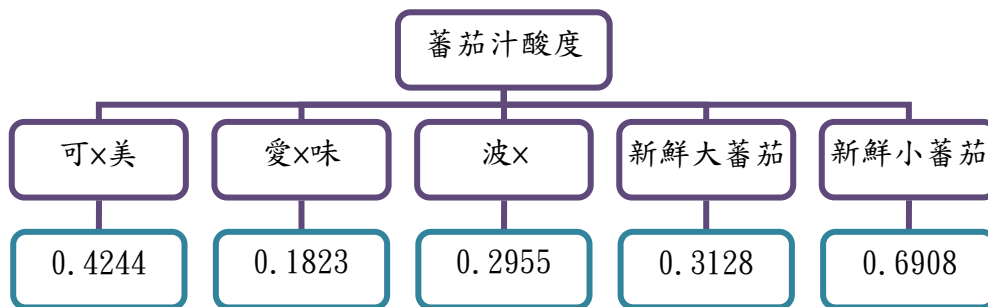 蕃茄汁酸度
可×美
愛×味
波×
新鮮大蕃茄
新鮮小蕃茄
0.4244
0.1823
0.2955
0.3128
0.6908